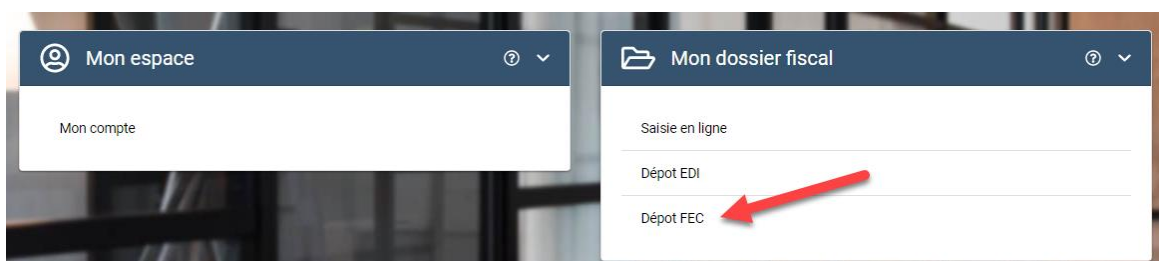 Mon espace
Mon compte
Mon dossier fiscal
Saisie en ligne
Dépot EDI
Dépot FEC